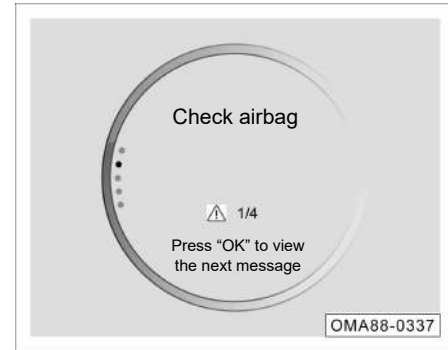 Check airbag
1/4
Press “OK” to view
the next message
OMA88-0337